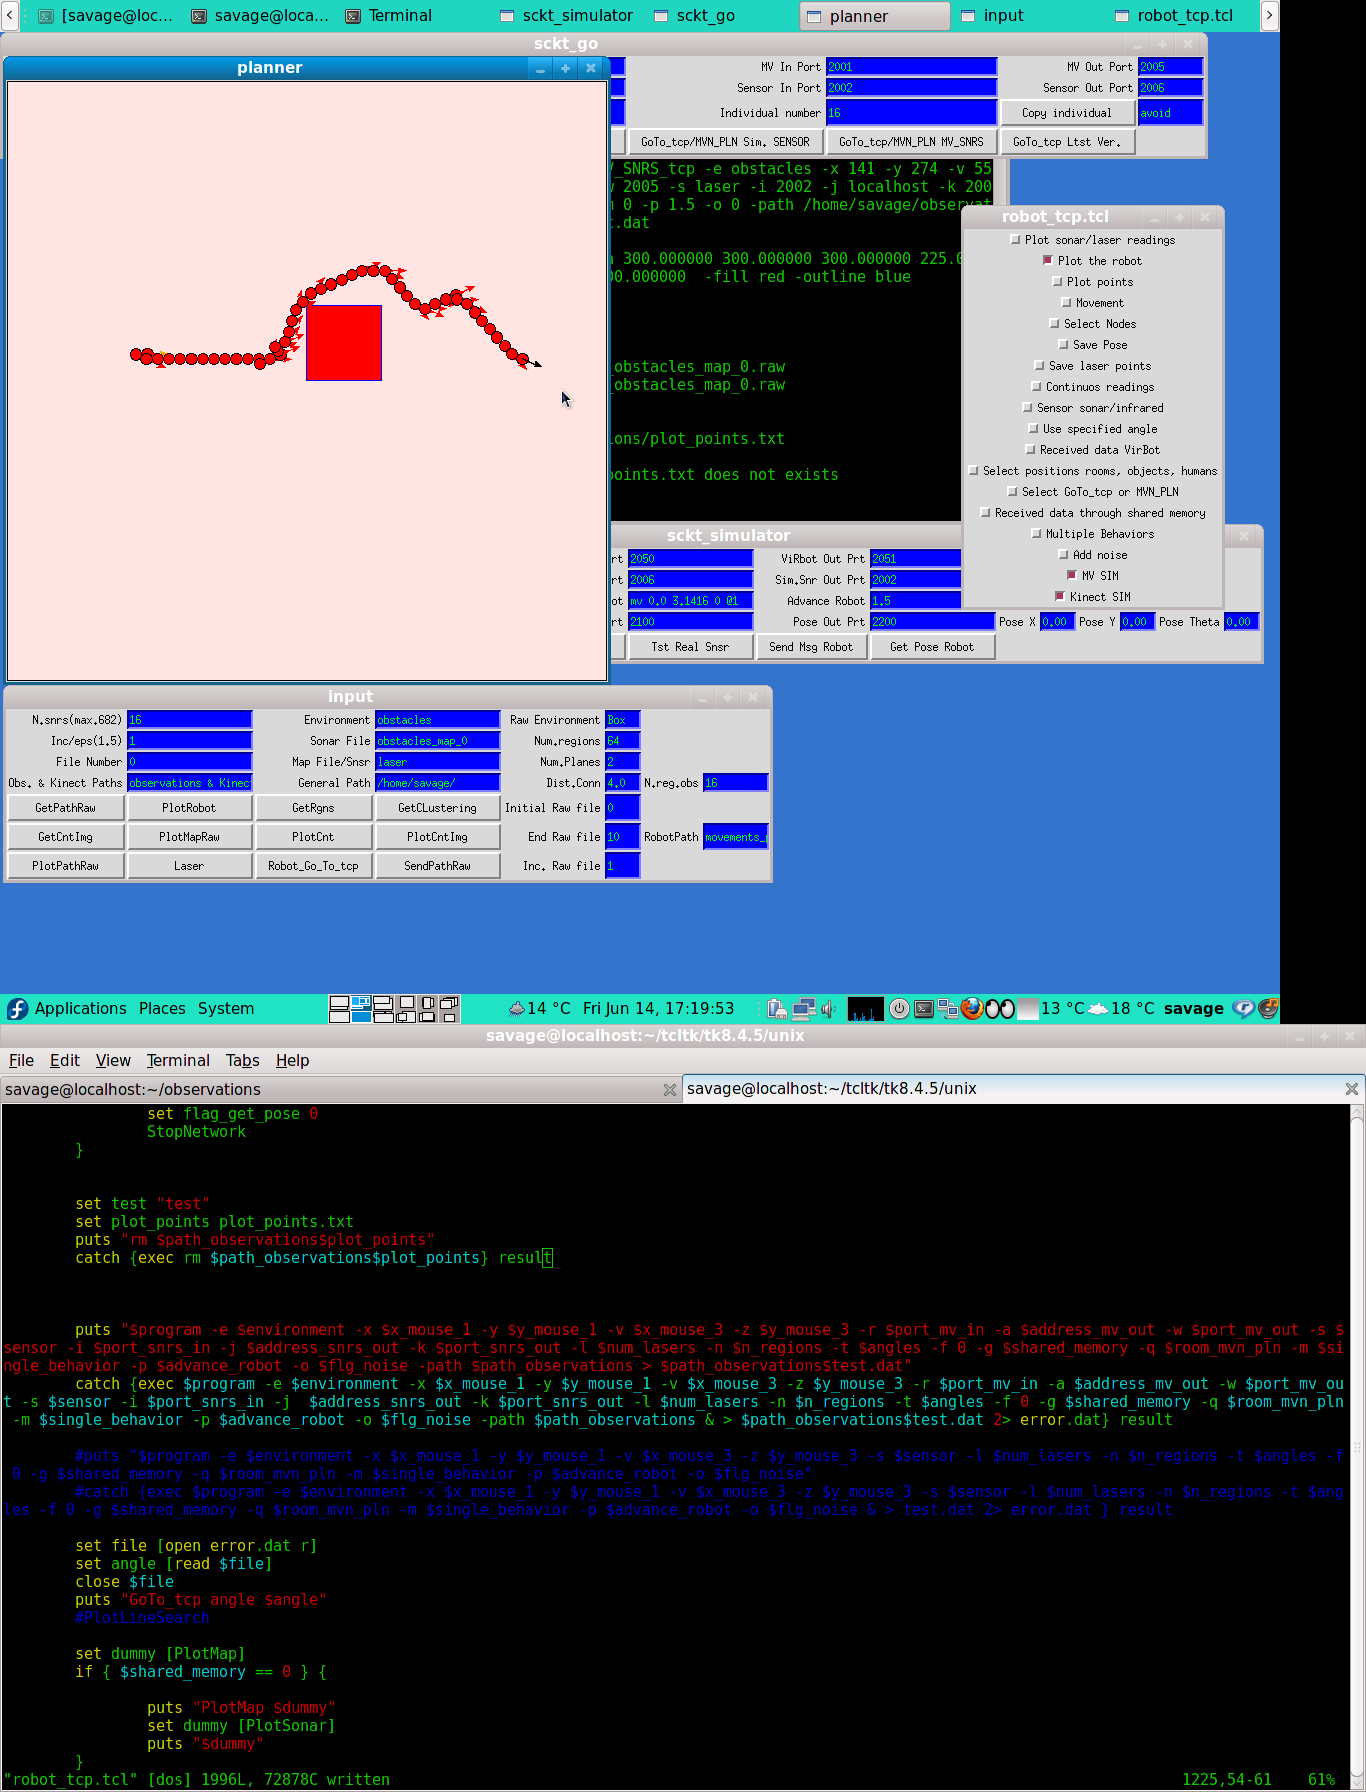 [savage@loc... savage@loca... Terminal sckt_simulator sckt_go planner input robot_tcp.tcl
sckt_go
planner
MV In Port 2001 MV Out Port 2005
Sensor In Port 2002 Sensor Out Port 2006
Individual number 16 Copy individual avoid
GoTo_tcp/MVN_PLN Sim. SENSOR GoTo_tcp/MVN_PLN MV_SNRS GoTo_tcp Ltst Ver.
_SNRS_tcp -e obstacles -x 141 -y 274 -v 55
2005 -s laser -i 2002 -j localhost -k 200
0 -p 1.5 -o 0 -path /home/savage/observat
.dat
300.000000 300.000000 300.000000 225.0
00.000000  -fill red -outline blue
obstacles_map_0.raw
obstacles_map_0.raw
ons/plot_points.txt
points.txt does not exists
robot_tcp.tcl
Plot sonar/laser readings
Plot the robot
Plot points
Movement
Select Nodes
Save Pose
Save laser points
Continuos readings
Sensor sonar/infrared
Use specified angle
Received data VirBot
Select positions rooms, objects, humans
Select GoTo_tcp or MVN_PLN
Received data through shared memory
Multiple Behaviors
Add noise
MV SIM
Kinect SIM
sckt_simulator
rt 2050 ViRbot Out Prt 2051
2006 Sim.Snr Out Prt 2002
ot mv 0.0 3.1416 0 @1 Advance Robot 1.5
rt 2100 Pose Out Prt 2200 Pose X 0.00 Pose Y 0.00 Pose Theta 0.00
Tst Real Snsr Send Msg Robot Get Pose Robot
input
N.snrs(max.682) 16 Environment obstacles Raw Environment Box
Inc/eps(1.5) 1 Sonar File obstacles_map_0 Num.regions 64
File Number 0 Map File/Snsr laser Num.Planes 2
Obs. & Kinect Paths observations & Kinect General Path /home/savage/ Dist.Conn 4.0 N.reg.obs 16
GetPathRaw PlotRobot GetRgns GetCLustering Initial Raw file 0
GetCntImg PlotMapRaw PlotCnt PlotCntImg End Raw file 10 RobotPath movements_p
PlotPathRaw Laser Robot_Go_To_tcp SendPathRaw Inc. Raw file 1
Applications Places System 14 °C Fri Jun 14, 17:19:53 13 °C 18 °C savage
savage@localhost:~/tcltk/tk8.4.5/unix
File Edit View Terminal Tabs Help
savage@localhost:~/observations savage@localhost:~/tcltk/tk8.4.5/unix
set flag_get_pose 0
StopNetwork
}
set test "test"
set plot_points plot_points.txt
puts "rm $path_observations$plot_points"
catch {exec rm $path_observations$plot_points} result
puts "$program -e $environment -x $x_mouse_1 -y $y_mouse_1 -v $x_mouse_3 -z $y_mouse_3 -r $port_mv_in -a $address_mv_out -w $port_mv_out -s $
sensor -i $port_snrs_in -j $address_snrs_out -k $port_snrs_out -l $num_lasers -n $n_regions -t $angles -f 0 -g $shared_memory -q $room_mvn_pln -m $si
ngle_behavior -p $advance_robot -o $flg_noise -path $path_observations > $path_observations$test.dat"
catch {exec $program -e $environment -x $x_mouse_1 -y $y_mouse_1 -v $x_mouse_3 -z $y_mouse_3 -r $port_mv_in -a $address_mv_out -w $port_mv_ou
t -s $sensor -i $port_snrs_in -j  $address_snrs_out -k $port_snrs_out -l $num_lasers -n $n_regions -t $angles -f 0 -g $shared_memory -q $room_mvn_pln
-m $single_behavior -p $advance_robot -o $flg_noise -path $path_observations & > $path_observations$test.dat 2> error.dat} result
#puts "$program -e $environment -x $x_mouse_1 -y $y_mouse_1 -v $x_mouse_3 -z $y_mouse_3 -s $sensor -l $num_lasers -n $n_regions -t $angles -f
0 -g $shared_memory -q $room_mvn_pln -m $single_behavior -p $advance_robot -o $flg_noise"
#catch {exec $program -e $environment -x $x_mouse_1 -y $y_mouse_1 -v $x_mouse_3 -z $y_mouse_3 -s $sensor -l $num_lasers -n $n_regions -t $ang
les -f 0 -g $shared_memory -q $room_mvn_pln -m $single_behavior -p $advance_robot -o $flg_noise & > test.dat 2> error.dat } result
set file [open error.dat r]
set angle [read $file]
close $file
puts "GoTo_tcp angle $angle"
#PlotLineSearch
set dummy [PlotMap]
if { $shared_memory == 0 } {
puts "PlotMap $dummy"
set dummy [PlotSonar]
puts "$dummy"
}
"robot_tcp.tcl" [dos] 1996L, 72878C written 1225,54-61 61%